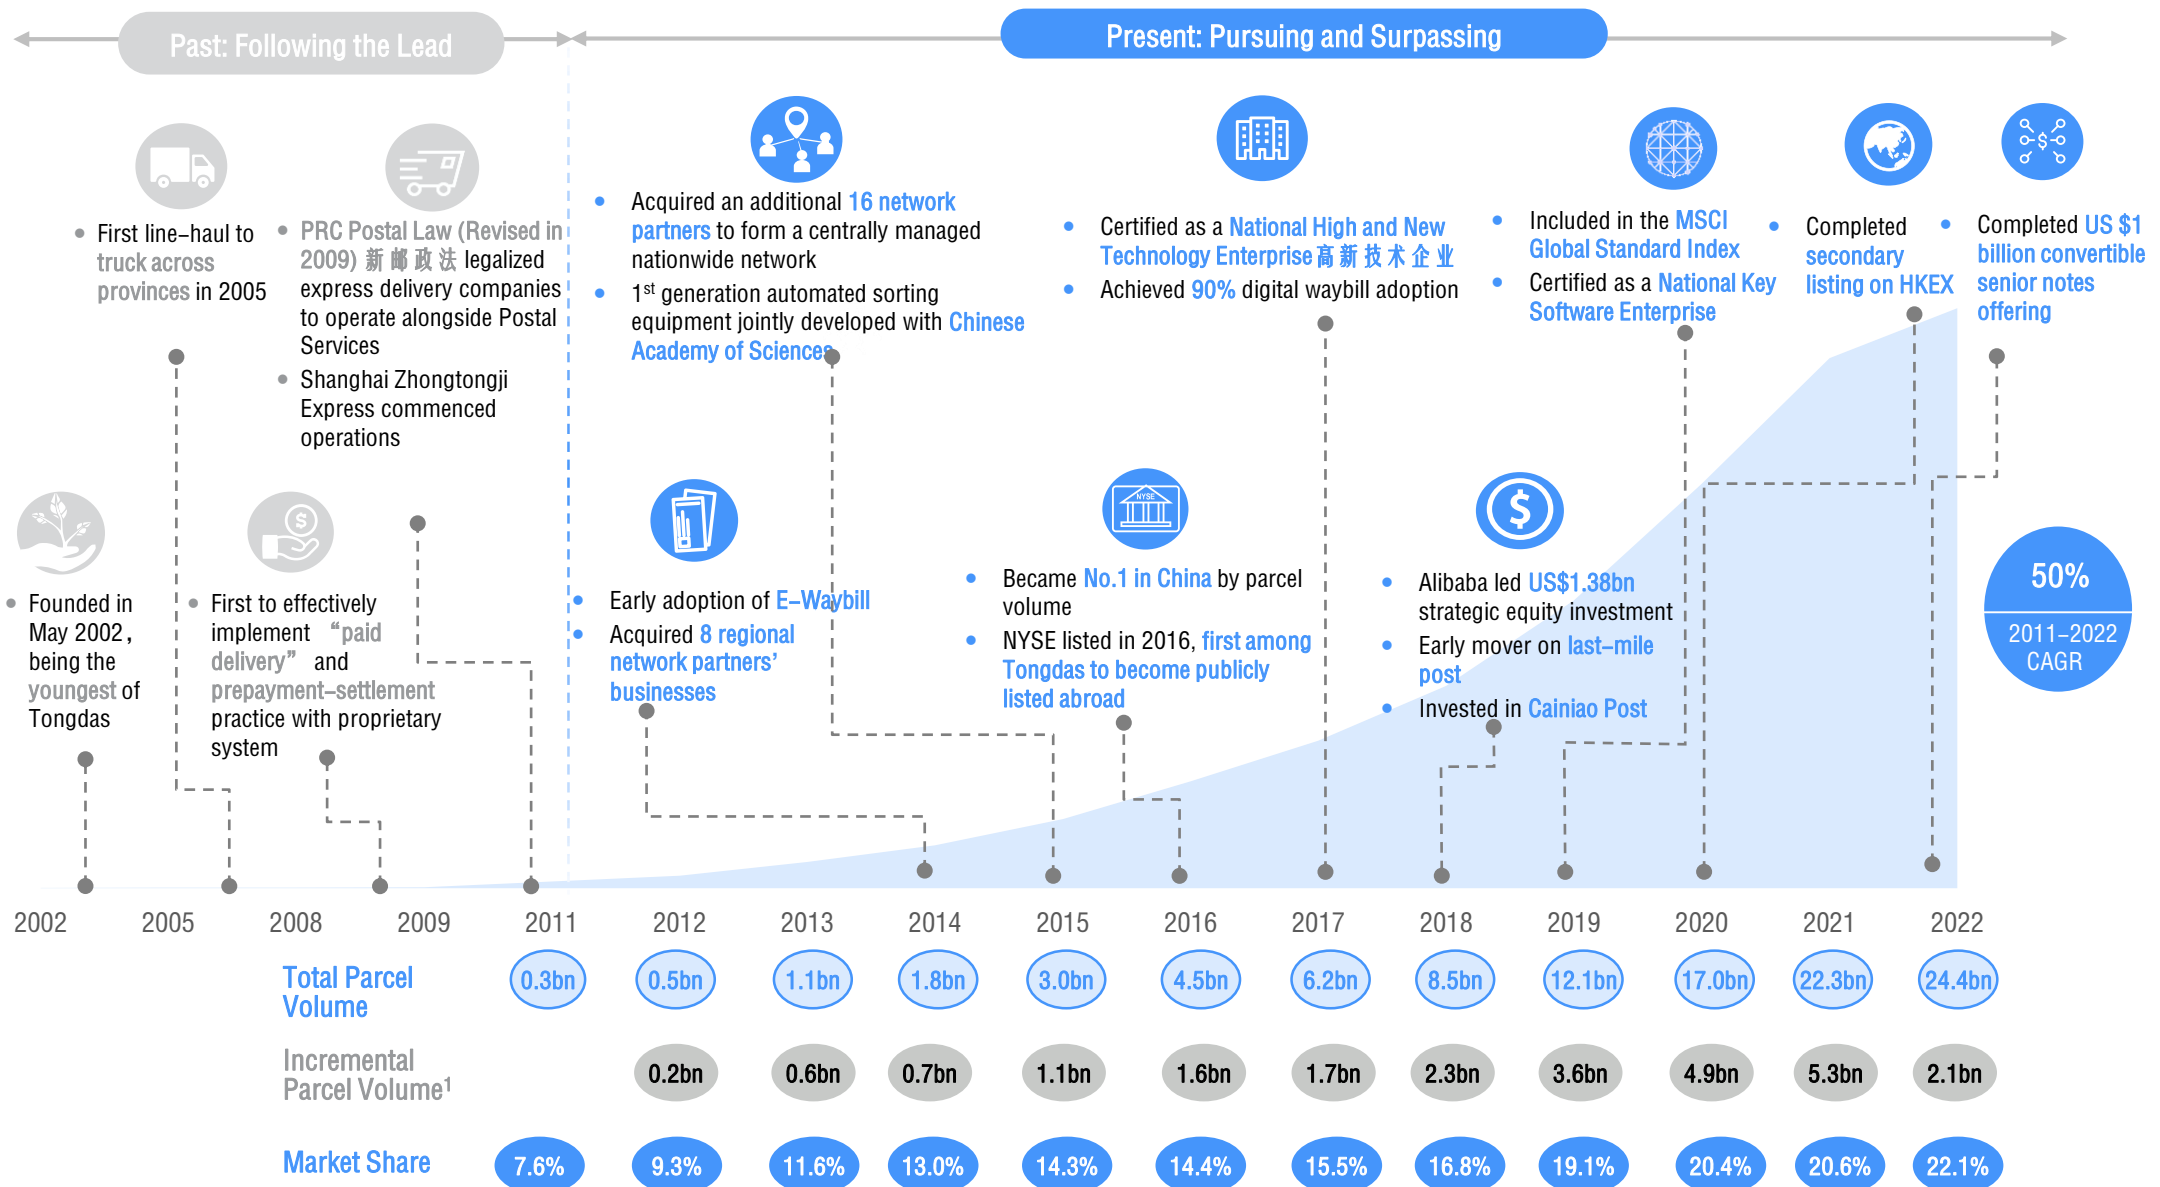 Past: Following the Lead
Present: Pursuing and Surpassing
First line-haul to
truck across
provinces in 2005
PRC Postal Law (Revised in
2009) 新邮政法 legalized
express delivery companies
to operate alongside Postal
Services
Shanghai Zhongtongji
Express commenced
operations
Acquired an additional 16 network
partners to form a centrally managed
nationwide network
1st generation automated sorting
equipment jointly developed with Chinese
Academy of Sciences
Certified as a National High and New
Technology Enterprise 高新技术企业
Achieved 90% digital waybill adoption
Included in the MSCI
Global Standard Index
Certified as a National Key
Software Enterprise
Completed
secondary
listing on HKEX
Completed US $1
billion convertible
senior notes
offering
Founded in
May 2002,
being the
youngest of
Tongdas
First to effectively
implement “paid
delivery” and
prepayment-settlement
practice with proprietary
system
Early adoption of E-Waybill
Acquired 8 regional
network partners’
businesses
NYSE
Became No.1 in China by parcel
volume
NYSE listed in 2016, first among
Tongdas to become publicly
listed abroad
$
Alibaba led US$1.38bn
strategic equity investment
Early mover on last-mile
post
Invested in Cainiao Post
50%
2011-2022
CAGR
2002 2005 2008 2009 2011 2012 2013 2014 2015 2016 2017 2018 2019 2020 2021 2022
Total Parcel
Volume
0.3bn 0.5bn 1.1bn 1.8bn 3.0bn 4.5bn 6.2bn 8.5bn 12.1bn 17.0bn 22.3bn 24.4bn
Incremental
Parcel Volume1
0.2bn 0.6bn 0.7bn 1.1bn 1.6bn 1.7bn 2.3bn 3.6bn 4.9bn 5.3bn 2.1bn
Market Share
7.6% 9.3% 11.6% 13.0% 14.3% 14.4% 15.5% 16.8% 19.1% 20.4% 20.6% 22.1%